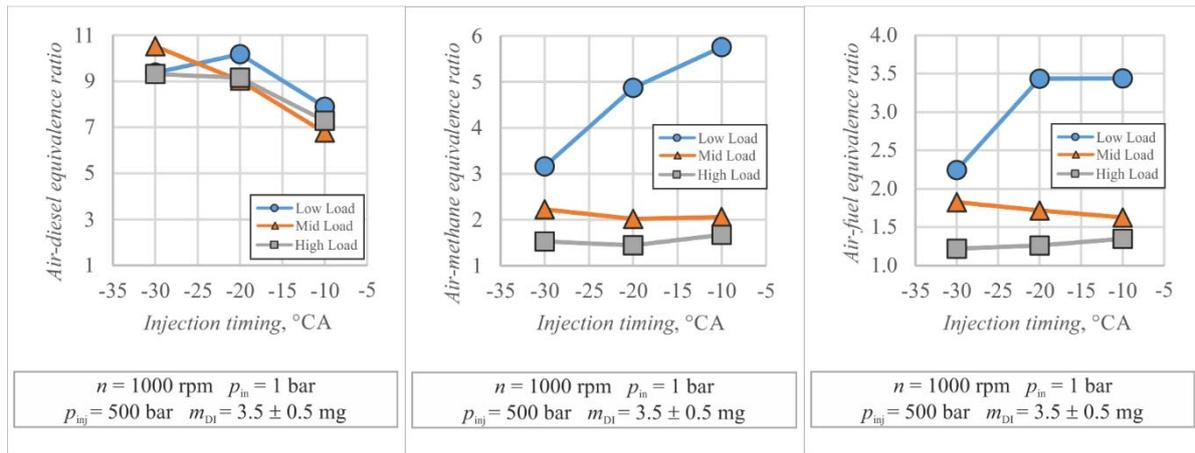 Air-diesel equivalence ratio
11
9
7
5
3
1
Low Load
Mid Load
High Load
-35 -30 -25 -20 -15 -10 -5
Injection timing, °CA
n = 1000 rpm p_in = 1 bar
p_inj = 500 bar m_DI = 3.5 ± 0.5 mg
Air-methane equivalence ratio
6
5
4
3
2
1
Low Load
Mid Load
High Load
-35 -30 -25 -20 -15 -10 -5
Injection timing, °CA
n = 1000 rpm p_in = 1 bar
p_inj = 500 bar m_DI = 3.5 ± 0.5 mg
Air-fuel equivalence ratio
4.0
3.5
3.0
2.5
2.0
1.5
1.0
Low Load
Mid Load
High Load
-35 -30 -25 -20 -15 -10 -5
Injection timing, °CA
n = 1000 rpm p_in = 1 bar
p_inj = 500 bar m_DI = 3.5 ± 0.5 mg